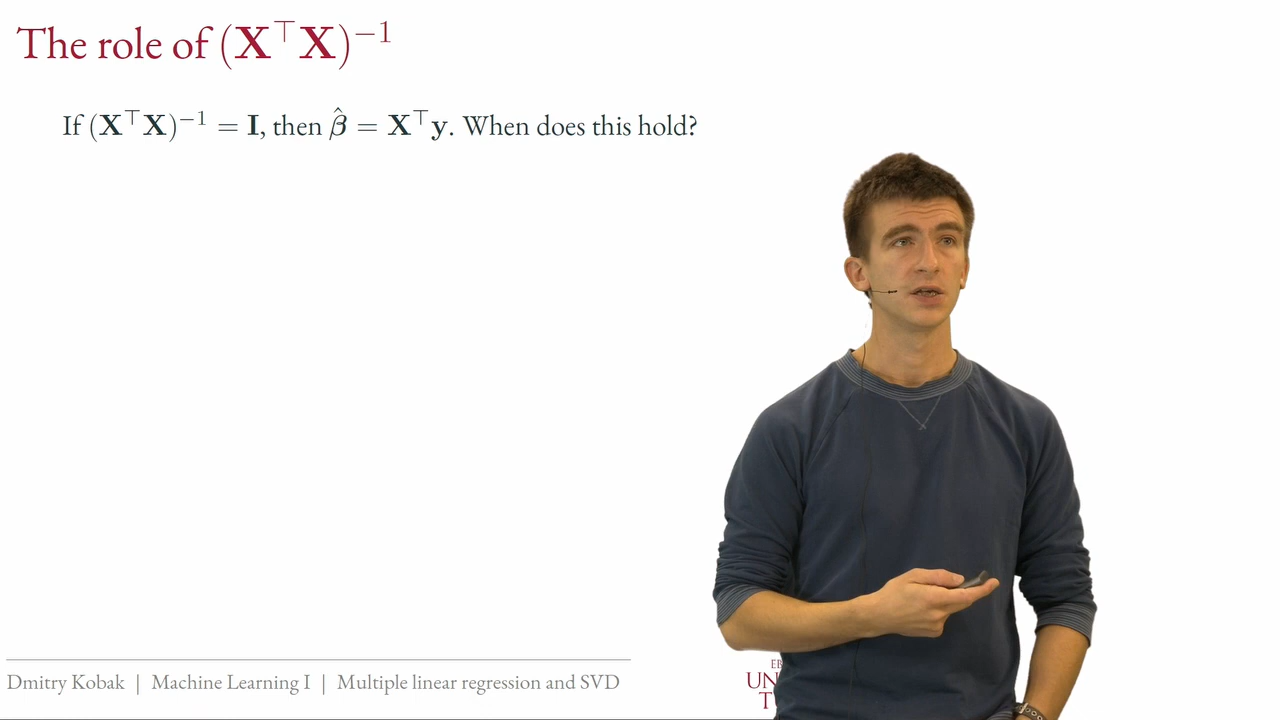 The role of (X⊤X)−1
If (X⊤X)−1 = I, then β̂ = X⊤y. When does this hold?
Dmitry Kobak | Machine Learning I | Multiple linear regression and SVD